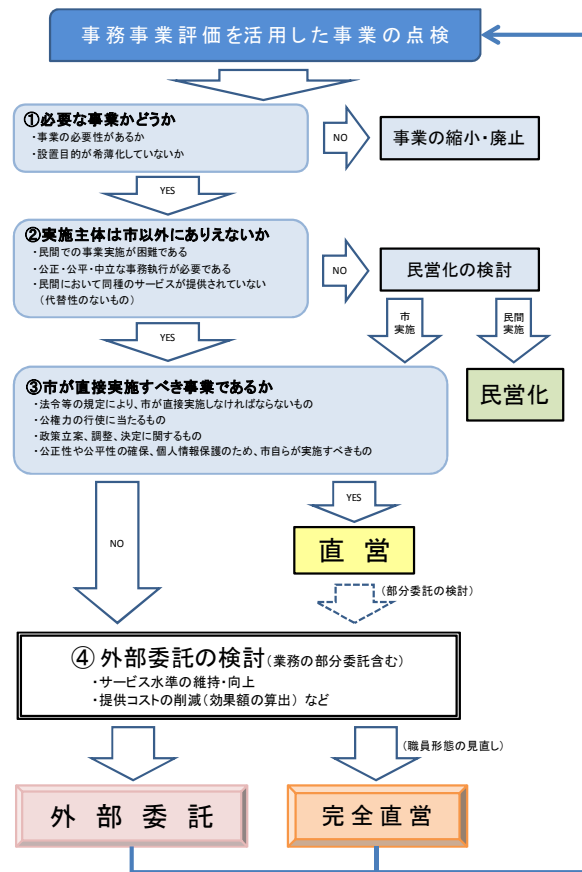 事務事業評価を活用した事業の点検
①必要な事業かどうか
・事業の必要性があるか
・設置目的が希薄化していないか
NO
事業の縮小・廃止
YES
②実施主体は市以外にありえないか
・民間での事業実施が困難である
・公正・公平・中立な事務執行が必要である
・民間において同種のサービスが提供されていない
（代替性のないもの）
NO
民営化の検討
市
実施
民間
実施
YES
民営化
③市が直接実施すべき事業であるか
・法令等の規定により、市が直接実施しなければならないもの
・公権力の行使に当たるもの
・政策立案、調整、決定に関するもの
・公正性や公平性の確保、個人情報保護のため、市自らが実施すべきもの
NO
YES
直営
（部分委託の検討）
④外部委託の検討（業務の部分委託含む）
・サービス水準の維持・向上
・提供コストの削減（効果額の算出）など
（職員形態の見直し）
外部委託
完全直営